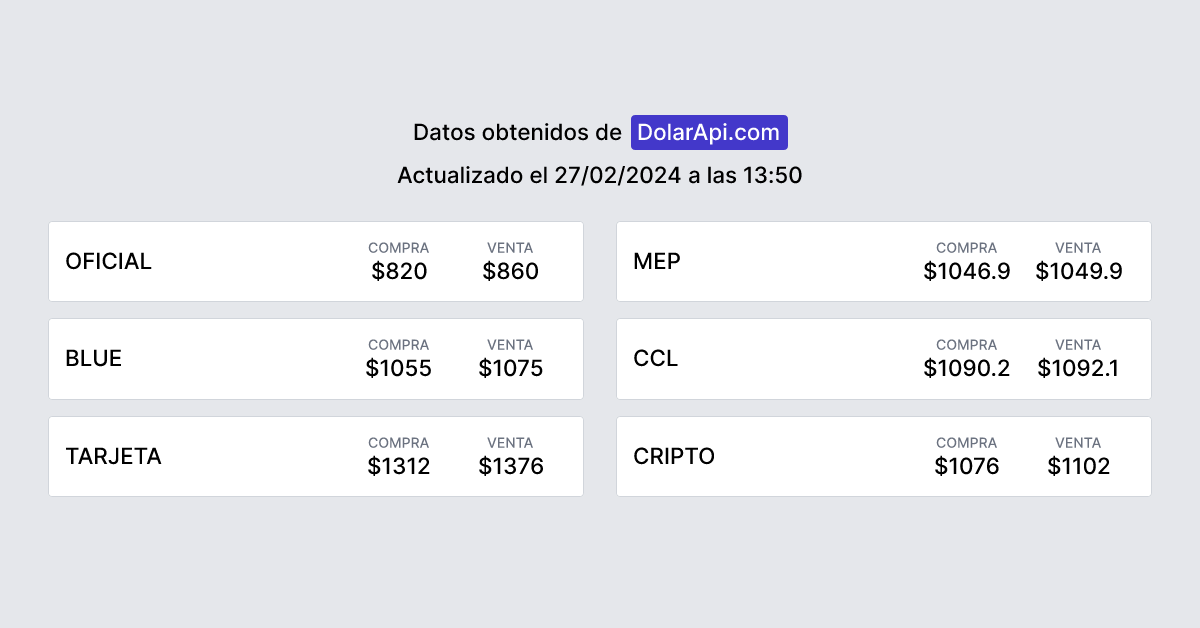 Datos obtenidos de DolarApi.com
Actualizado el 27/02/2024 a las 13:50
OFICIAL
COMPRA VENTA
$820 $860
MEP
COMPRA VENTA
$1046.9 $1049.9
BLUE
COMPRA VENTA
$1055 $1075
CCL
COMPRA VENTA
$1090.2 $1092.1
TARJETA
COMPRA VENTA
$1312 $1376
CRIPTO
COMPRA VENTA
$1076 $1102